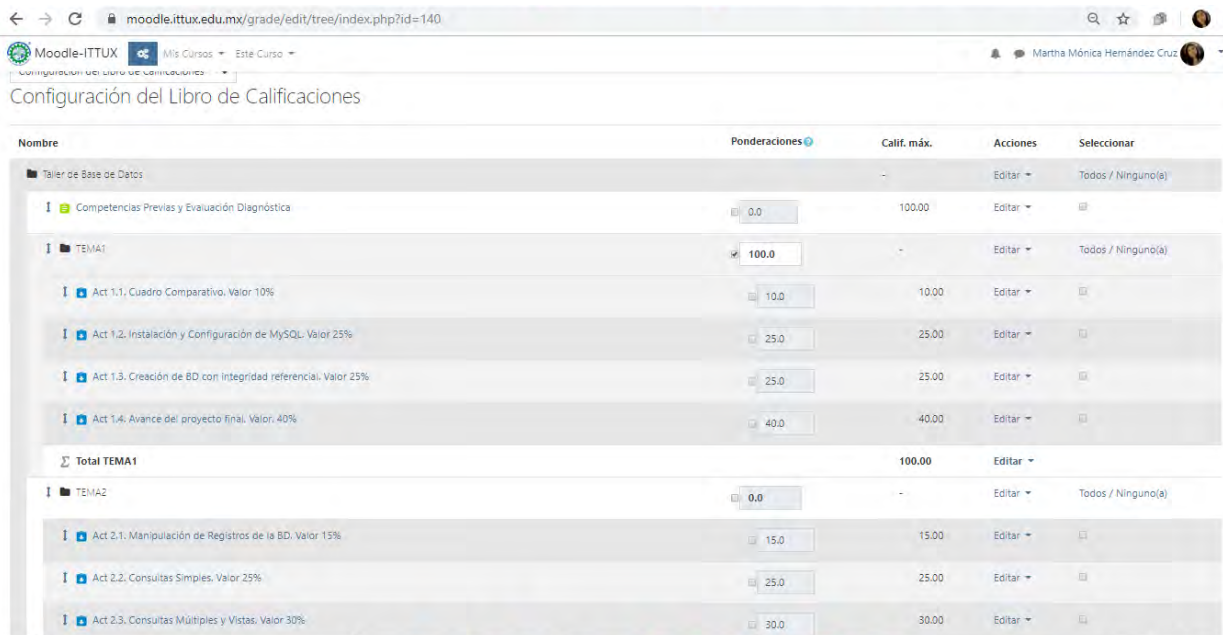 moodle.ittux.edu.mx/grade/edit/tree/index.php?id=140
Moodle-ITTUX Mis Cursos Este Curso Martha Mónica Hernández Cruz
Configuración del Libro de Calificaciones
Configuración del Libro de Calificaciones
Nombre Ponderaciones Calif. máx. Acciones Seleccionar
Taller de Base de Datos - Editar Todos / Ninguno(a)
Competencias Previas y Evaluación Diagnóstica 0.0 100.00 Editar
TEMA1 100.0 - Editar Todos / Ninguno(a)
Act 1.1. Cuadro Comparativo. Valor 10% 10.0 10.00 Editar
Act 1.2. Instalación y Configuración de MySQL. Valor 25% 25.0 25.00 Editar
Act 1.3. Creación de BD con integridad referencial. Valor 25% 25.0 25.00 Editar
Act 1.4. Avance del proyecto final. Valor. 40% 40.0 40.00 Editar
Σ Total TEMA1 100.00 Editar
TEMA2 0.0 - Editar Todos / Ninguno(a)
Act 2.1. Manipulación de Registros de la BD. Valor 15% 15.0 15.00 Editar
Act 2.2. Consultas Simples. Valor 25% 25.0 25.00 Editar
Act 2.3. Consultas Múltiples y Vistas. Valor 30% 30.0 30.00 Editar